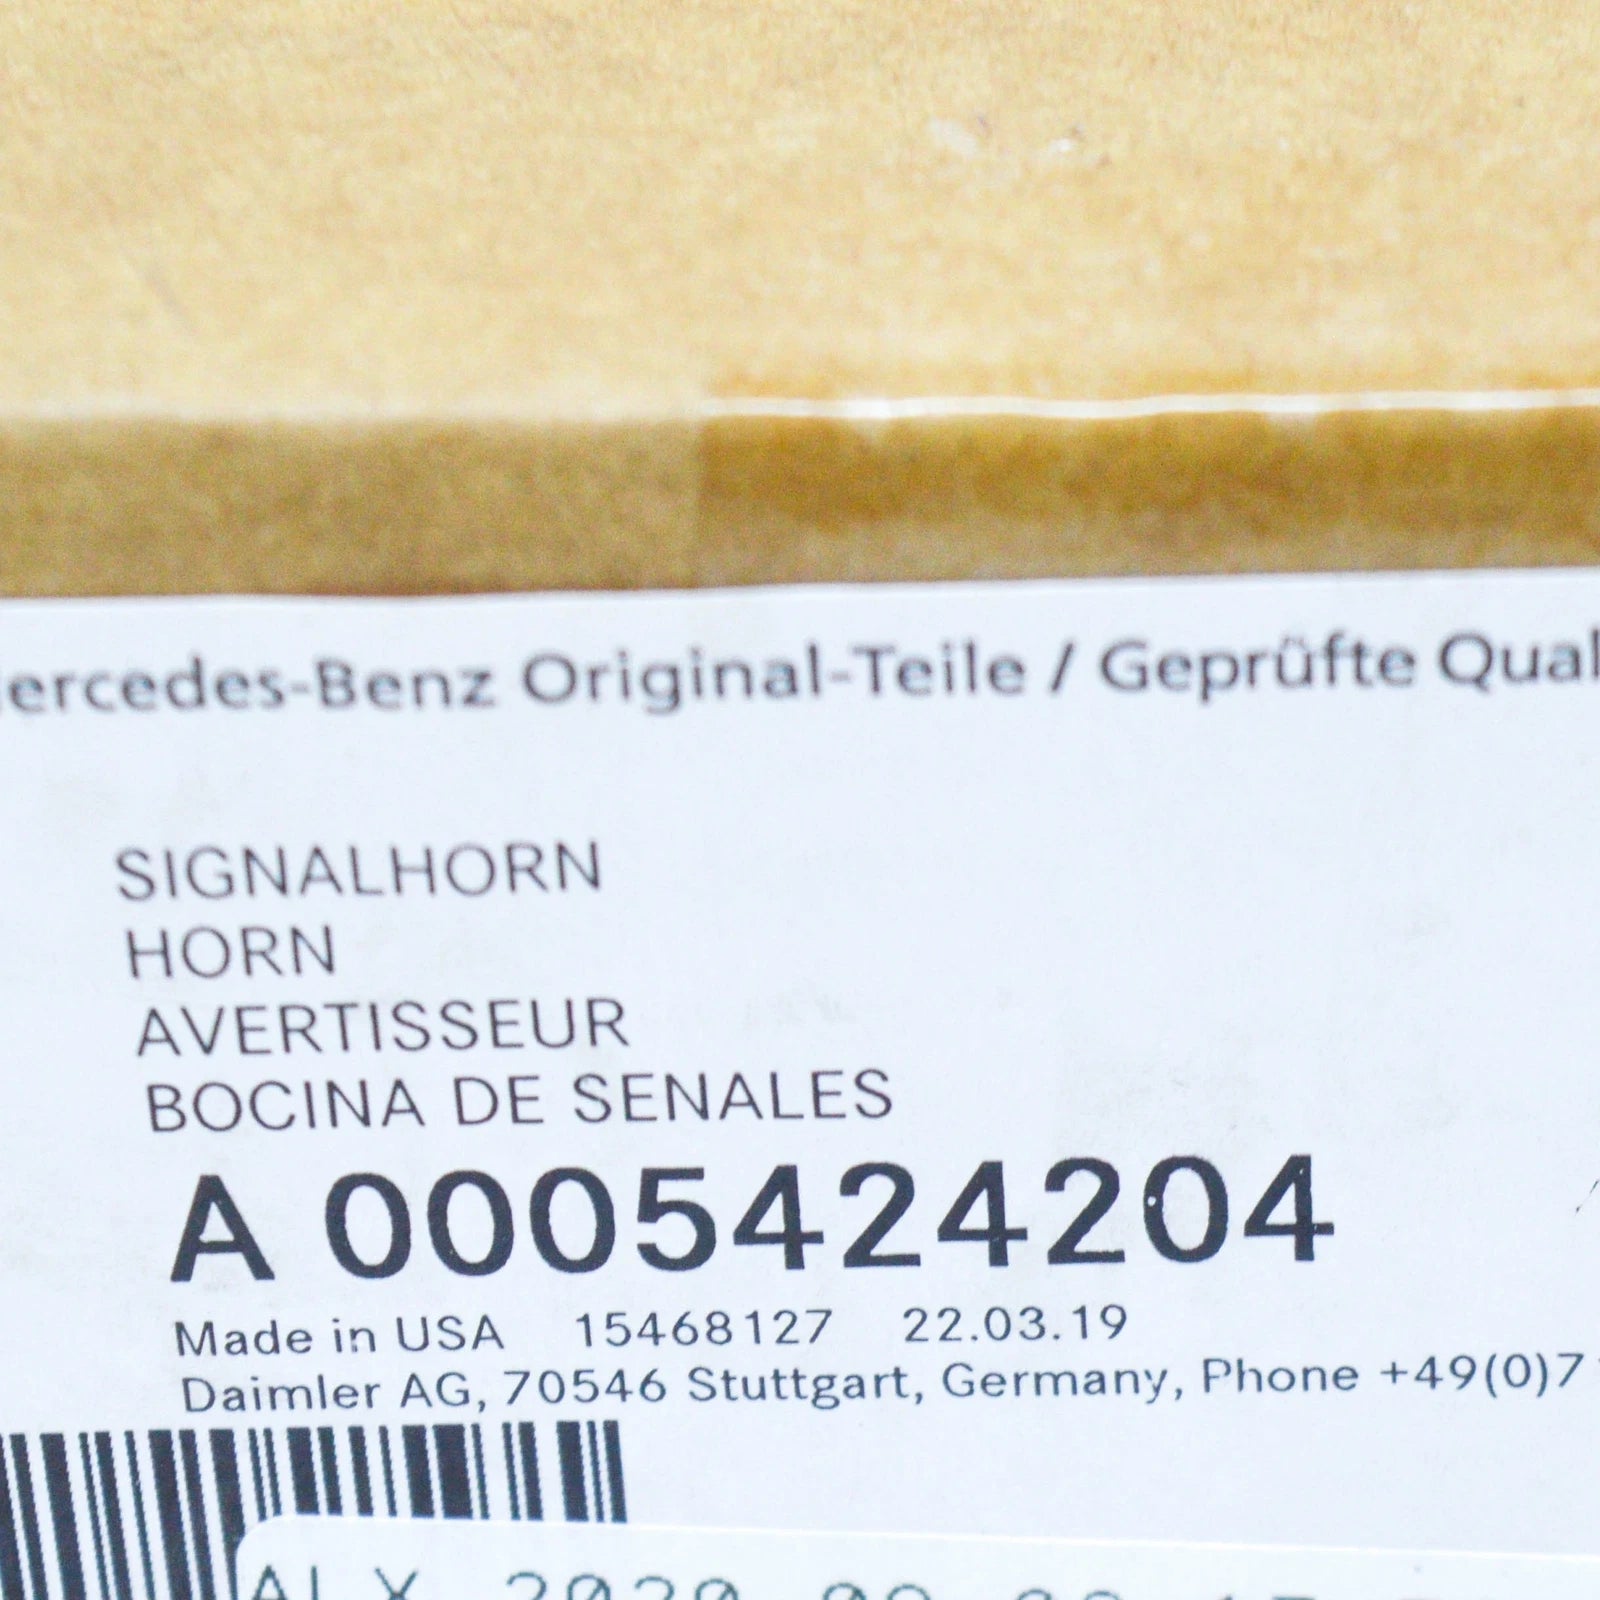 Mercedes-Benz Original-Teile / Geprüfte Qual
SIGNALHORN
HORN
AVERTISSEUR
BOCINA DE SENALES
A 0005424204
Made in USA 15468127 22.03.19
Daimler AG, 70546 Stuttgart, Germany, Phone +49(0)7